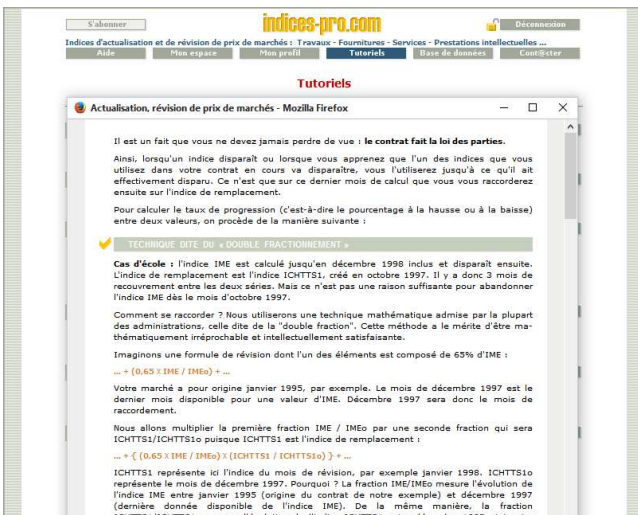 S'abonner
indices-pro.com
Déconnexion
Indices d'actualisation et de révision de prix de marchés : Travaux - Fournitures - Services - Prestations intellectuelles ...
Aide
Mon espace
Mon profil
Tutoriels
Base de données
Cont@cter
Tutoriels
Actualisation, révision de prix de marchés - Mozilla Firefox
Il est un fait que vous ne devez jamais perdre de vue : le contrat fait la loi des parties.
Ainsi, lorsqu'un indice disparaît ou lorsque vous apprenez que l'un des indices que vous
utilisez dans votre contrat en cours va disparaître, vous l'utiliserez jusqu'à ce qu'il ait
effectivement disparu. Ce n'est que sur ce dernier mois de calcul que vous vous raccorderez
ensuite sur l'indice de remplacement.
Pour calculer le taux de progression (c'est-à-dire le pourcentage à la hausse ou à la baisse)
entre deux valeurs, on procède de la manière suivante :
TECHNIQUE DITE DU « DOUBLE FRACTIONNEMENT »
Cas d'école : l'indice IME est calculé jusqu'en décembre 1998 inclus et disparaît ensuite.
L'indice de remplacement est l'indice ICHTTS1, créé en octobre 1997. Il y a donc 3 mois de
recouvrement entre les deux séries. Mais ce n'est pas une raison suffisante pour abandonner
l'indice IME dès le mois d'octobre 1997.
Comment se raccorder ? Nous utiliserons une technique mathématique admise par la plupart
des administrations, celle dite de la "double fraction". Cette méthode a le mérite d'être ma-
thématiquement irréprochable et intellectuellement satisfaisante.
Imaginons une formule de révision dont l'un des éléments est composé de 65% d'IME :
... + (0,65 X IME / IMEo) + ...
Votre marché a pour origine janvier 1995, par exemple. Le mois de décembre 1997 est le
dernier mois disponible pour une valeur d'IME. Décembre 1997 sera donc le mois de
raccordement.
Nous allons multiplier la première fraction IME / IMEo par une seconde fraction qui sera
ICHTTS1/ICHTTS1o puisque ICHTTS1 est l'indice de remplacement :
... + { (0,65 X IME / IMEo) X (ICHTTS1 / ICHTTS1o) } + ...
ICHTTS1 représente ici l'indice du mois de révision, par exemple janvier 1998. ICHTTS1o
représente le mois de décembre 1997. Pourquoi ? La fraction IME/IMEo mesure l'évolution de
l'indice IME entre janvier 1995 (origine du contrat de notre exemple) et décembre 1997
(dernière donnée disponible de l'indice IME). De la même manière, la fraction